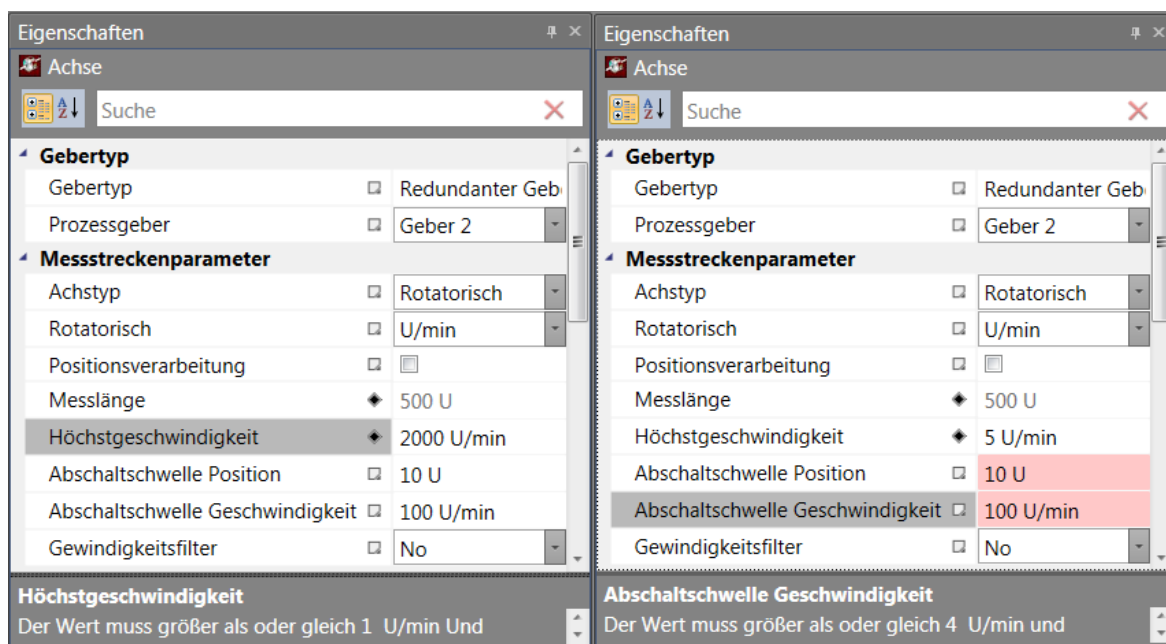 Eigenschaften
Achse
Suche
Gebertyp
Gebertyp Redundanter Geb
Prozessgeber Geber 2
Messstreckenparameter
Achstyp Rotatorisch
Rotatorisch U/min
Positionsverarbeitung
Messlänge 500 U
Höchstgeschwindigkeit 2000 U/min
Abschaltschwelle Position 10 U
Abschaltschwelle Geschwindigkeit 100 U/min
Gewindigkeitsfilter No
Höchstgeschwindigkeit
Der Wert muss größer als oder gleich 1 U/min Und
Eigenschaften
Achse
Suche
Gebertyp
Gebertyp Redundanter Geb
Prozessgeber Geber 2
Messstreckenparameter
Achstyp Rotatorisch
Rotatorisch U/min
Positionsverarbeitung
Messlänge 500 U
Höchstgeschwindigkeit 5 U/min
Abschaltschwelle Position 10 U
Abschaltschwelle Geschwindigkeit 100 U/min
Gewindigkeitsfilter No
Abschaltschwelle Geschwindigkeit
Der Wert muss größer als oder gleich 4 U/min und